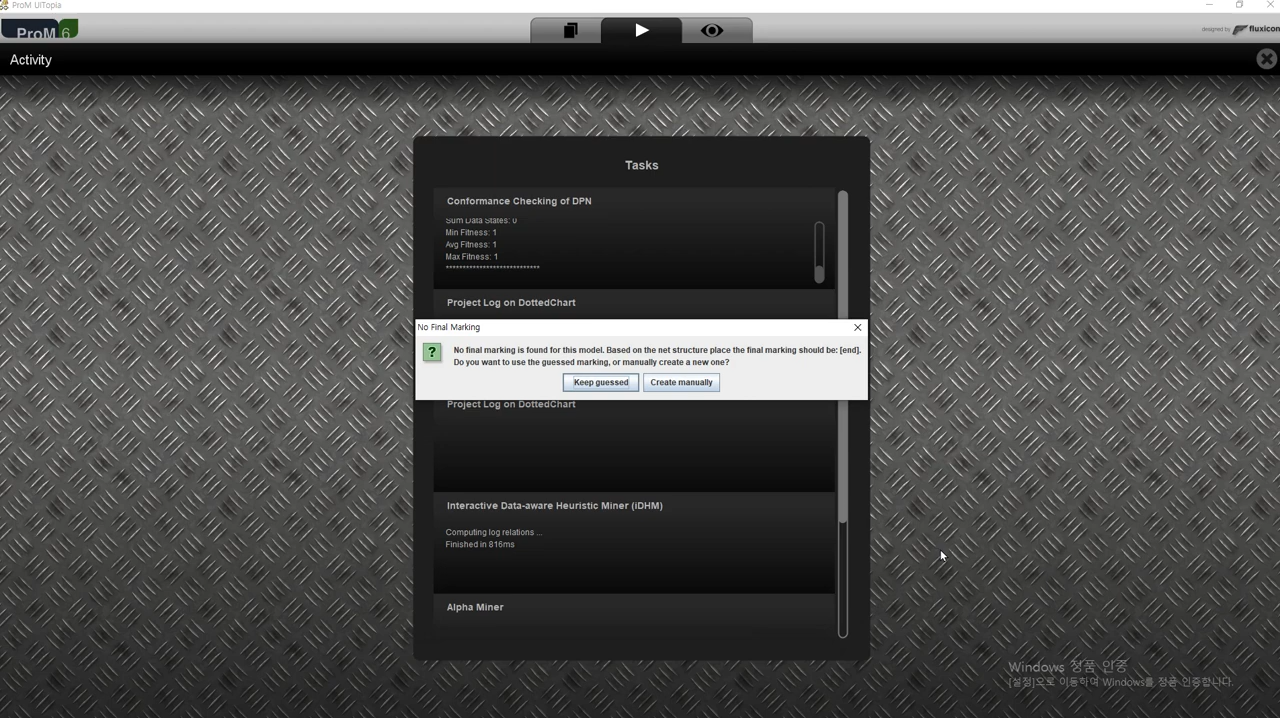 ProM UITopia
ProM 6
designed by fluxicon
Activity
Tasks
Conformance Checking of DPN
Sum Data States: 0
Min Fitness: 1
Avg Fitness: 1
Max Fitness: 1
****************************
Project Log on DottedChart
No Final Marking
No final marking is found for this model. Based on the net structure place the final marking should be: [end].
Do you want to use the guessed marking, or manually create a new one?
Keep guessed
Create manually
Project Log on DottedChart
Interactive Data-aware Heuristic Miner (iDHM)
Computing log relations ...
Finished in 816ms
Alpha Miner
Windows 정품 인증
[설정]으로 이동하여 Windows를 정품 인증합니다.